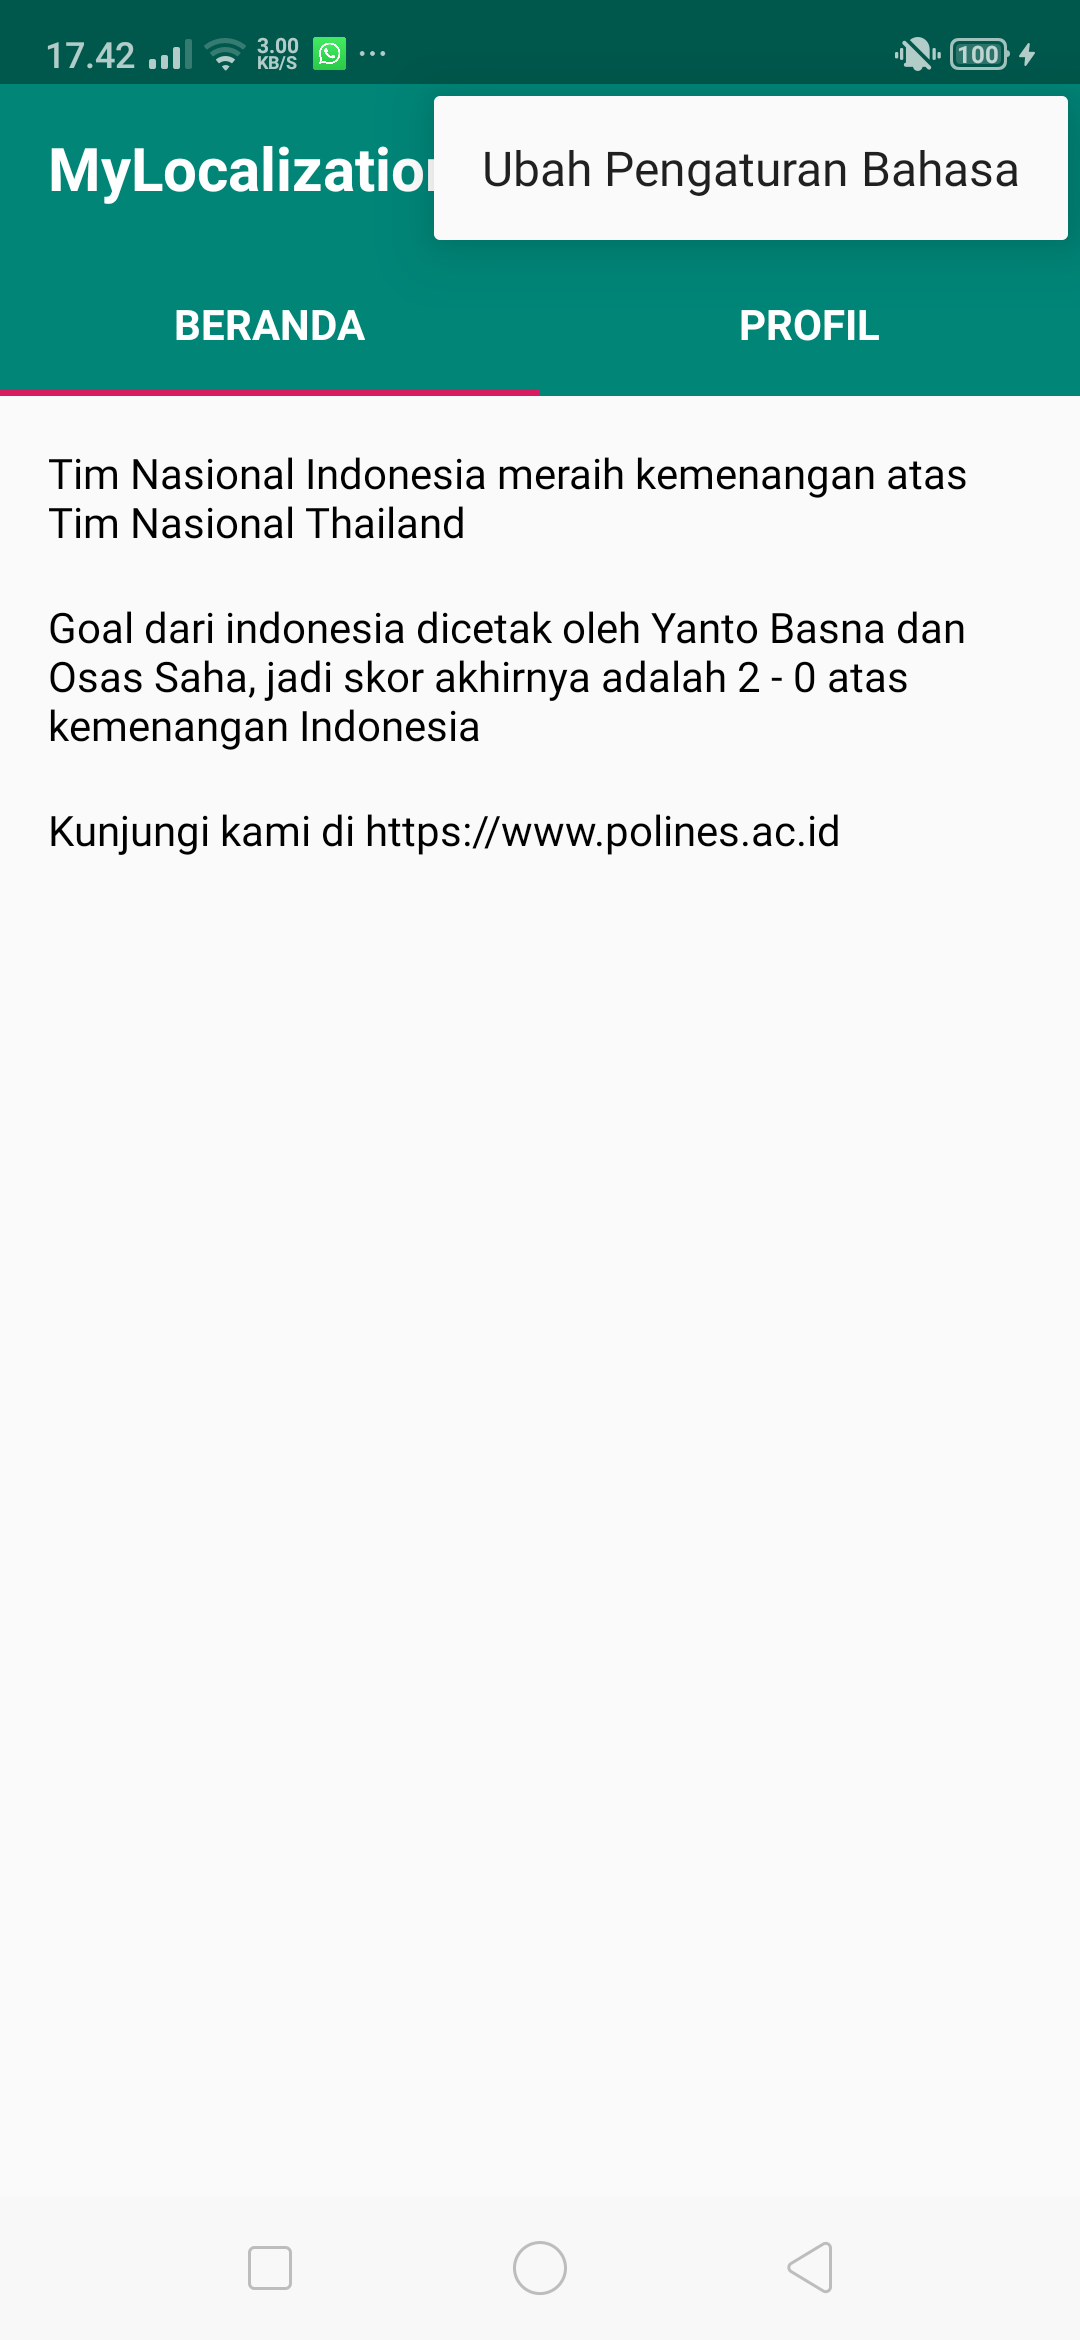 17.42 3.00 KB/S 100
MyLocalization
Ubah Pengaturan Bahasa
BERANDA PROFIL
Tim Nasional Indonesia meraih kemenangan atas
Tim Nasional Thailand
Goal dari indonesia dicetak oleh Yanto Basna dan
Osas Saha, jadi skor akhirnya adalah 2 - 0 atas
kemenangan Indonesia
Kunjungi kami di https://www.polines.ac.id